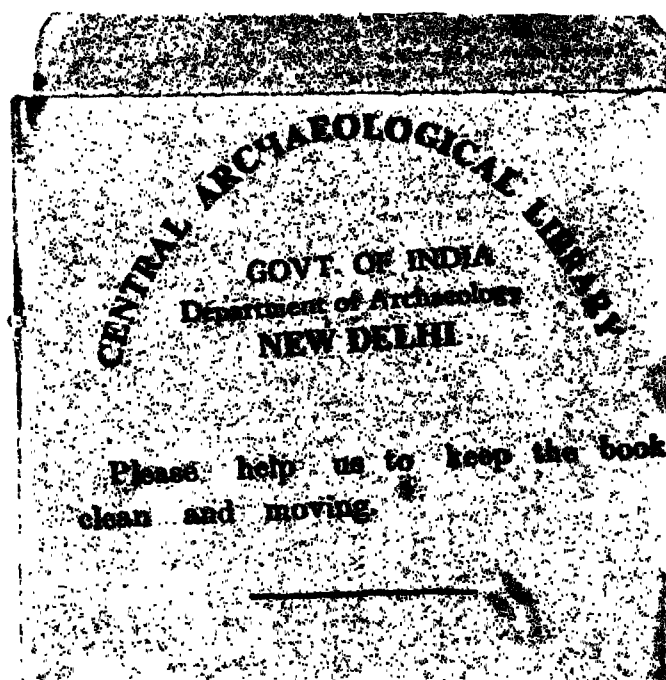 CENTRAL ARCHAEOLOGICAL LIBRARY
GOVT. OF INDIA
Department of Archaeology
NEW DELHI
Please help us to keep the book
clean and moving.